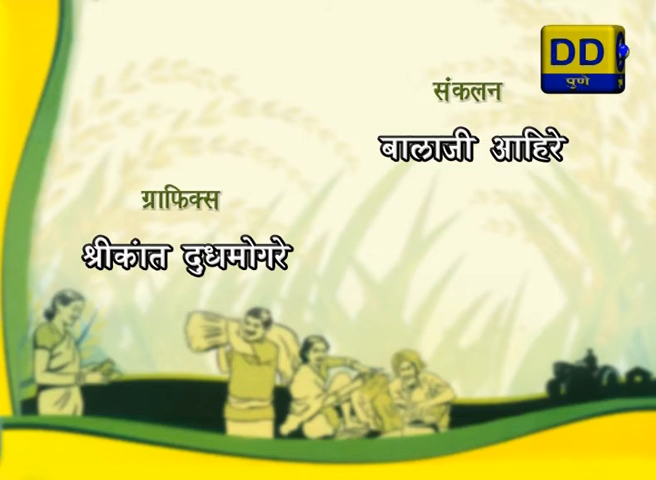 DD
पुणे
संकलन
बालाजी आहिरे
ग्राफिक्स
श्रीकांत दुधमोगरे